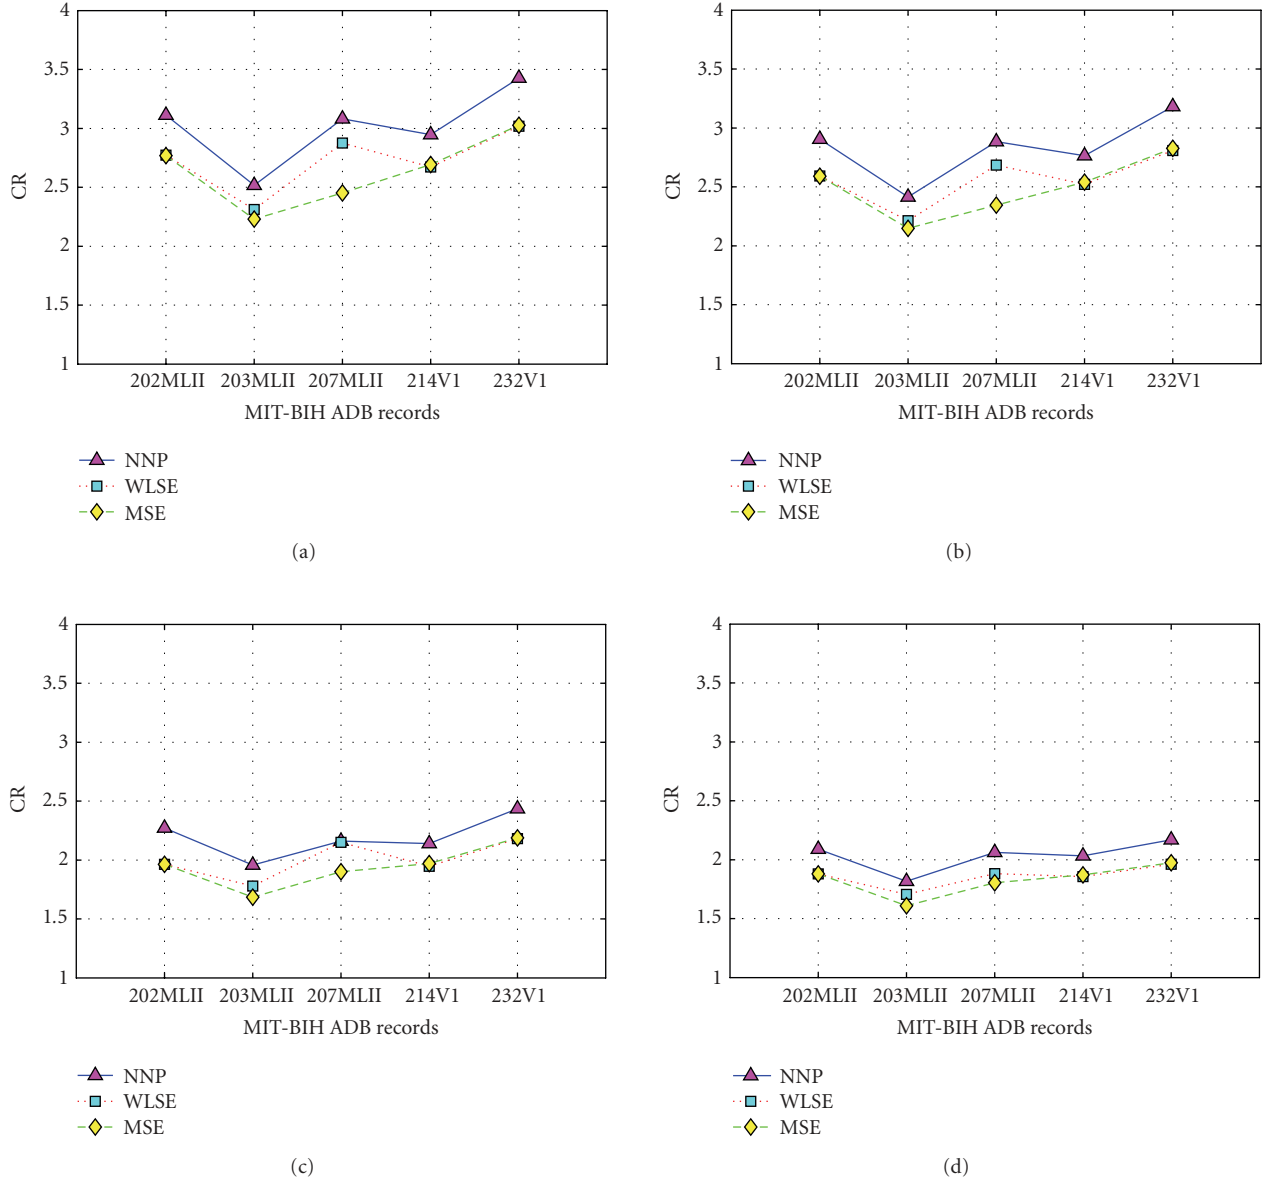 4
3.5
3
2.5
2
1.5
1
CR
202MLII 203MLII 207MLII 214V1 232V1
MIT-BIH ADB records
NNP
WLSE
MSE
(a)
4
3.5
3
2.5
2
1.5
1
CR
202MLII 203MLII 207MLII 214V1 232V1
MIT-BIH ADB records
NNP
WLSE
MSE
(b)
4
3.5
3
2.5
2
1.5
1
CR
202MLII 203MLII 207MLII 214V1 232V1
MIT-BIH ADB records
NNP
WLSE
MSE
(c)
4
3.5
3
2.5
2
1.5
1
CR
202MLII 203MLII 207MLII 214V1 232V1
MIT-BIH ADB records
NNP
WLSE
MSE
(d)